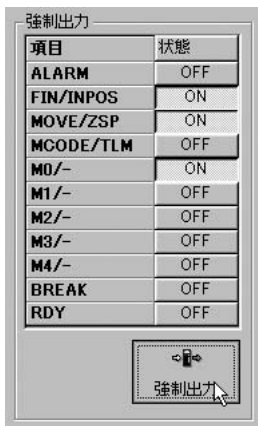 強制出力
項目 状態
ALARM OFF
FIN/INPOS ON
MOVE/ZSP ON
MCODE/TLM OFF
M0/- ON
M1/- OFF
M2/- OFF
M3/- OFF
M4/- OFF
BREAK OFF
RDY OFF
強制出力